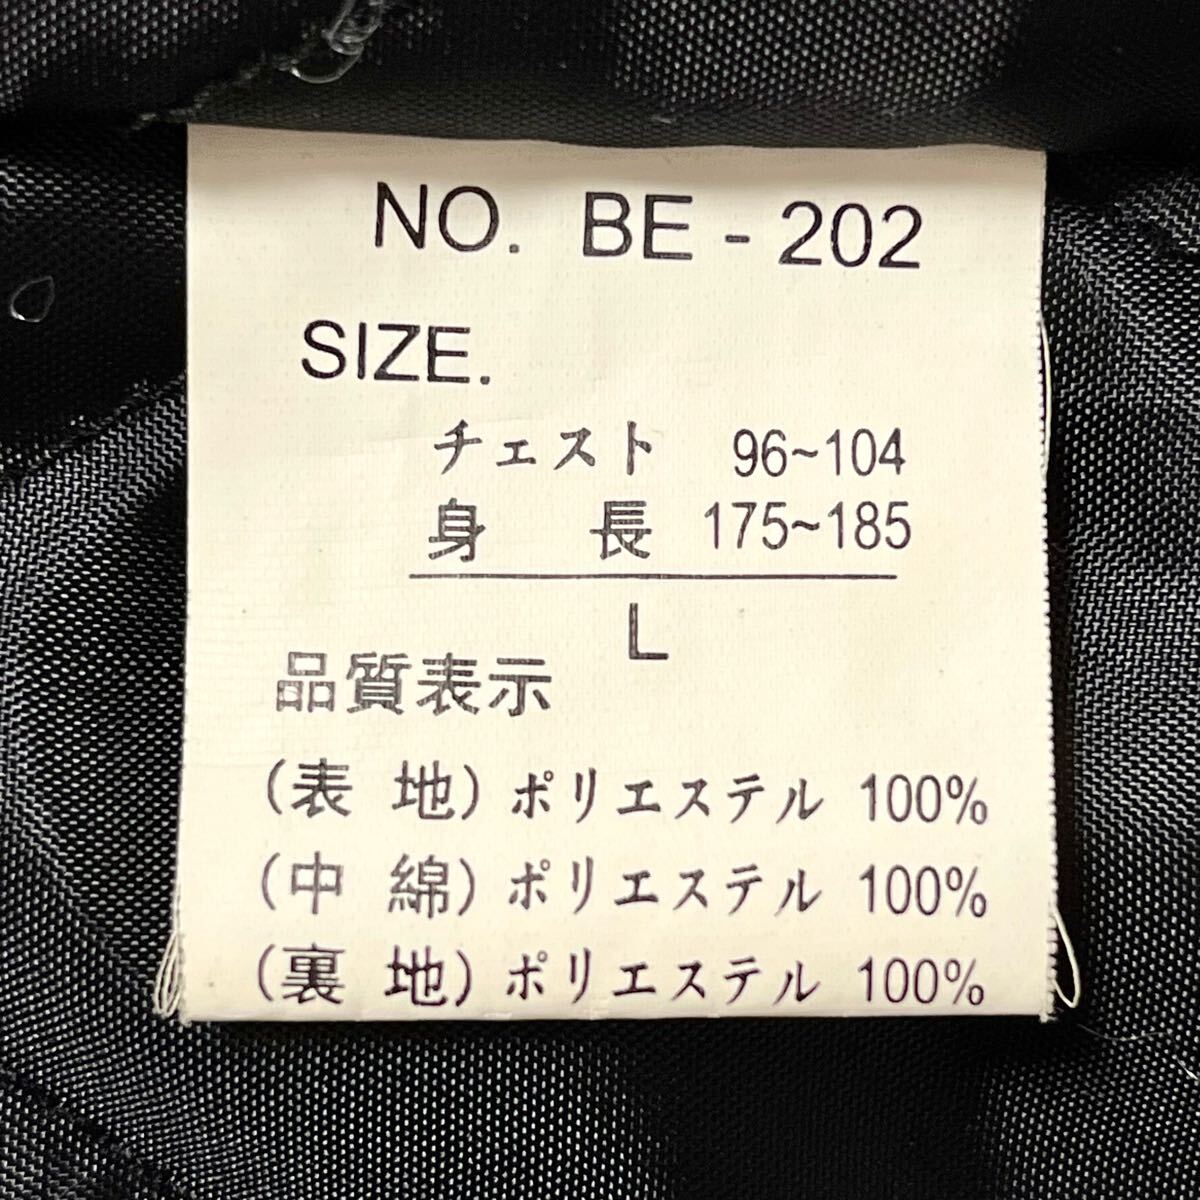 NO. BE - 202
SIZE.
チェスト 96~104
身 長 175~185
L
品質表示
(表 地) ポリエステル 100%
(中 綿) ポリエステル 100%
(裏 地) ポリエステル 100%